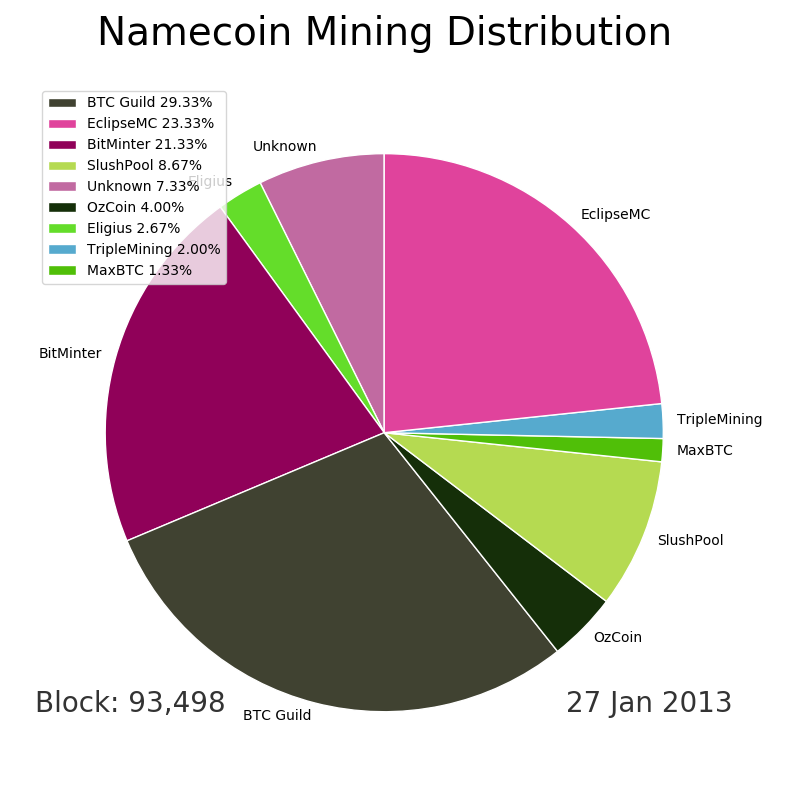 Namecoin Mining Distribution
BTC Guild 29.33%
EclipseMC 23.33%
BitMinter 21.33%
SlushPool 8.67%
Unknown 7.33%
OzCoin 4.00%
Eligius 2.67%
TripleMining 2.00%
MaxBTC 1.33%
Unknown
Eligius
EclipseMC
BitMinter
TripleMining
MaxBTC
SlushPool
OzCoin
BTC Guild
Block: 93,498
27 Jan 2013